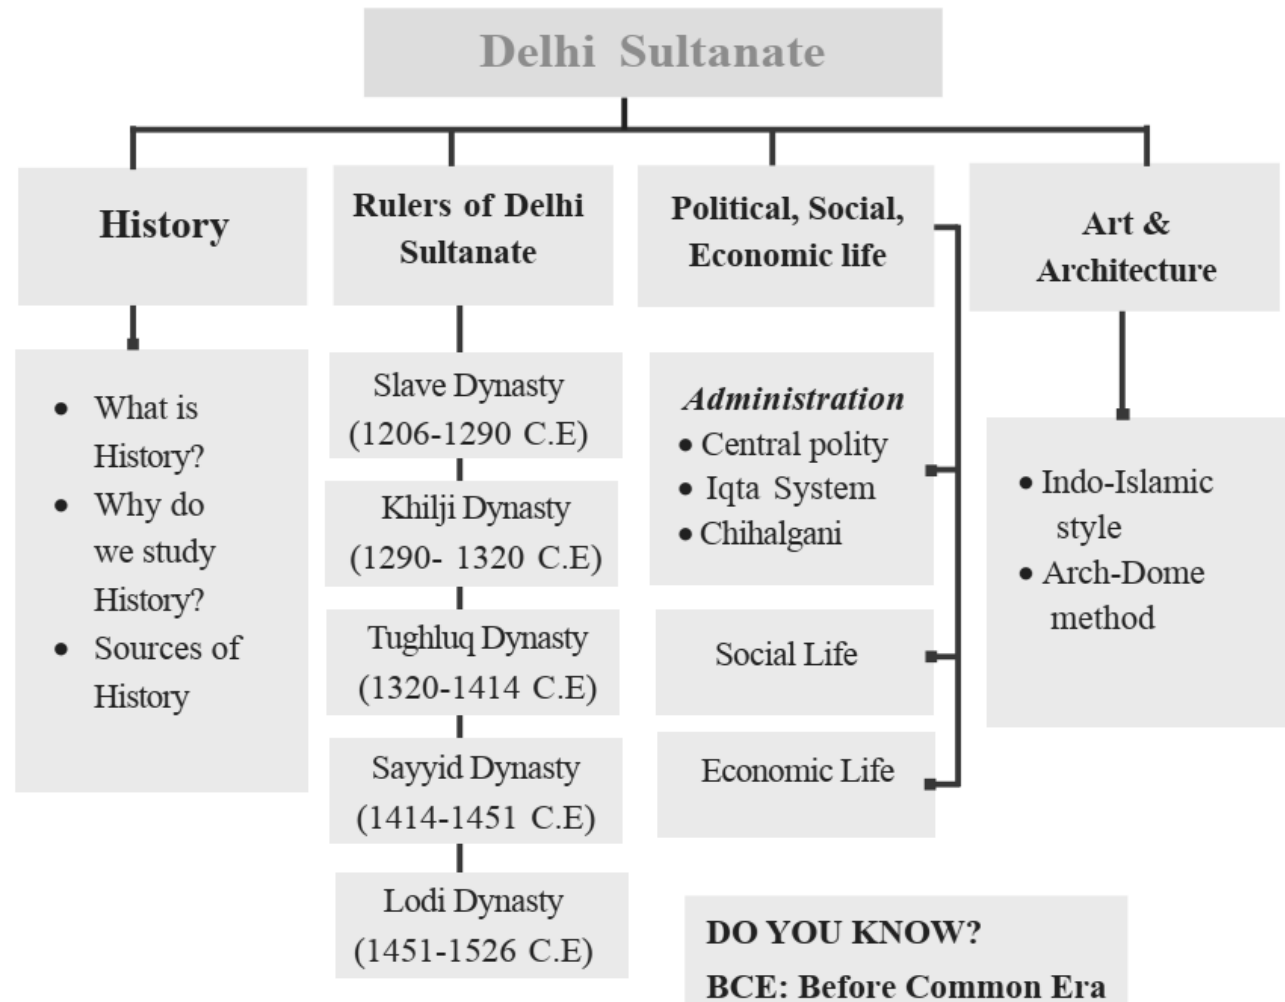 Delhi Sultanate
History
• What is
History?
• Why do
we study
History?
• Sources of
History
Rulers of Delhi
Sultanate
Slave Dynasty
(1206-1290 C.E)
Khilji Dynasty
(1290- 1320 C.E)
Tughluq Dynasty
(1320-1414 C.E)
Sayyid Dynasty
(1414-1451 C.E)
Lodi Dynasty
(1451-1526 C.E)
Political, Social,
Economic life
Administration
• Central polity
• Iqta System
• Chihalgani
Social Life
Economic Life
Art &
Architecture
• Indo-Islamic
style
• Arch-Dome
method
DO YOU KNOW?
BCE: Before Common Era